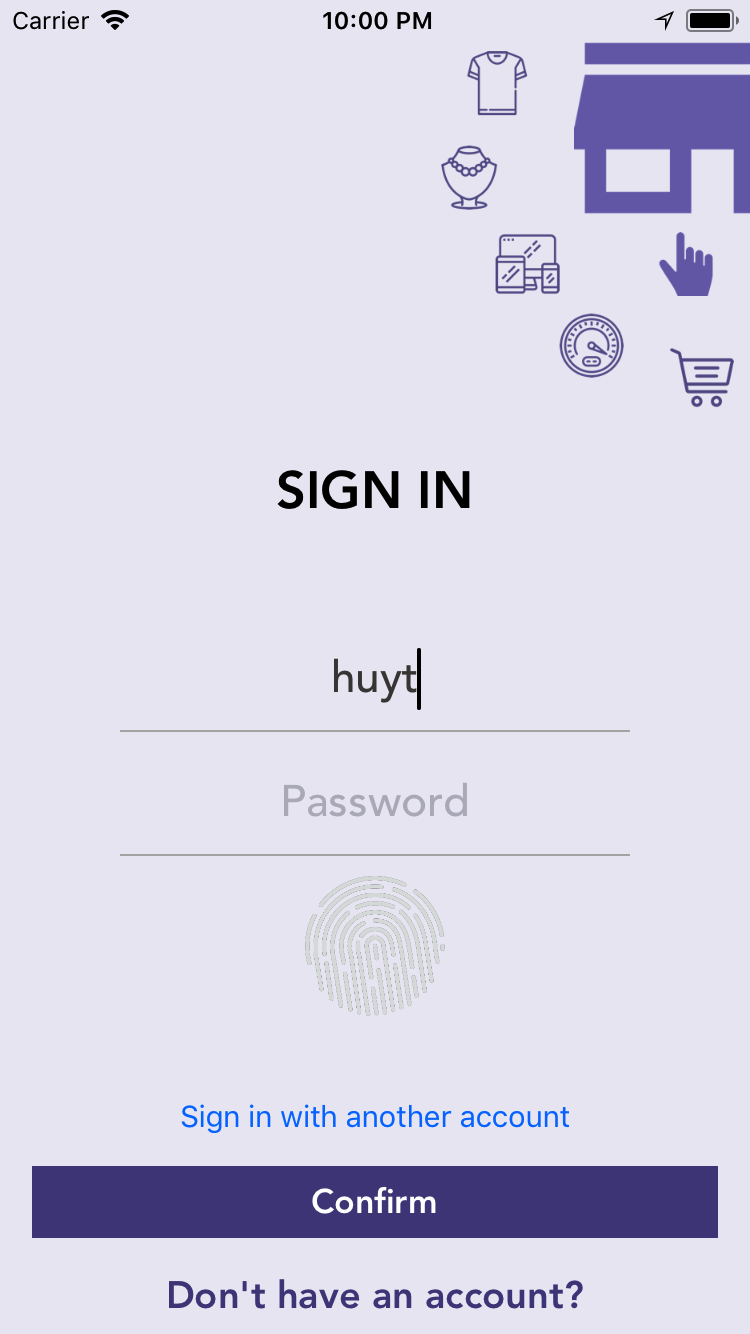 Carrier 10:00 PM
SIGN IN
huyt
Password
Sign in with another account
Confirm
Don't have an account?